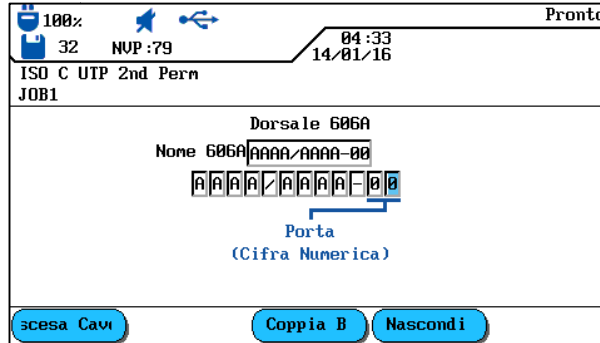 100% Pronto
32 NVP:79 04:33
14/01/16
ISO C UTP 2nd Perm
JOB1
Dorsale 606A
Nome 606A AAAA/AAAA-00
AAAA/AAAA-00
Porta
(Cifra Numerica)
scesa Cav Coppia B Nascondi